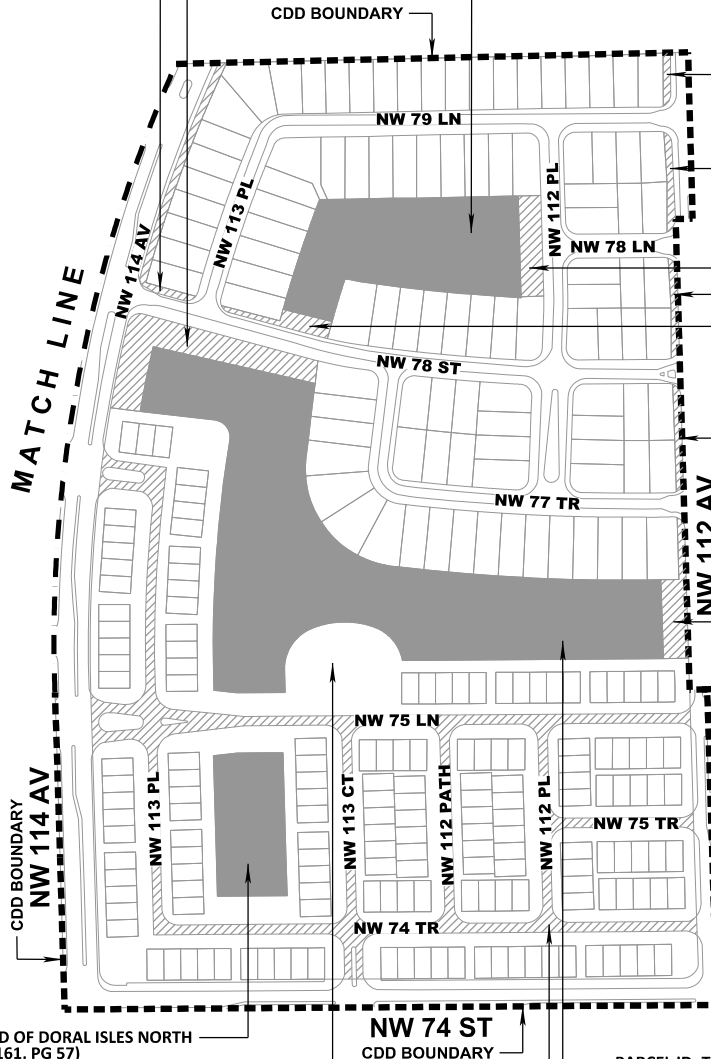 CDD BOUNDARY
NW 79 LN
NW 113 PL
NW 112 PL
NW 114 AV
NW 78 LN
MATCH LINE
NW 78 ST
NW 77 TR
NW 112 AV
NW 75 LN
NW 113 PL
NW 113 CT
NW 112 PATH
NW 112 PL
NW 75 TR
CDD BOUNDARY
NW 114 AV
NW 74 TR
D OF DORAL ISLES NORTH
161, PG 57)
NW 74 ST
CDD BOUNDARY